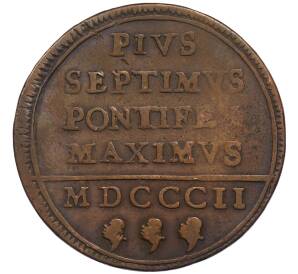 PIVS
SEPTIMVS
PONTIFEX
MAXIMVS
MDCCCII